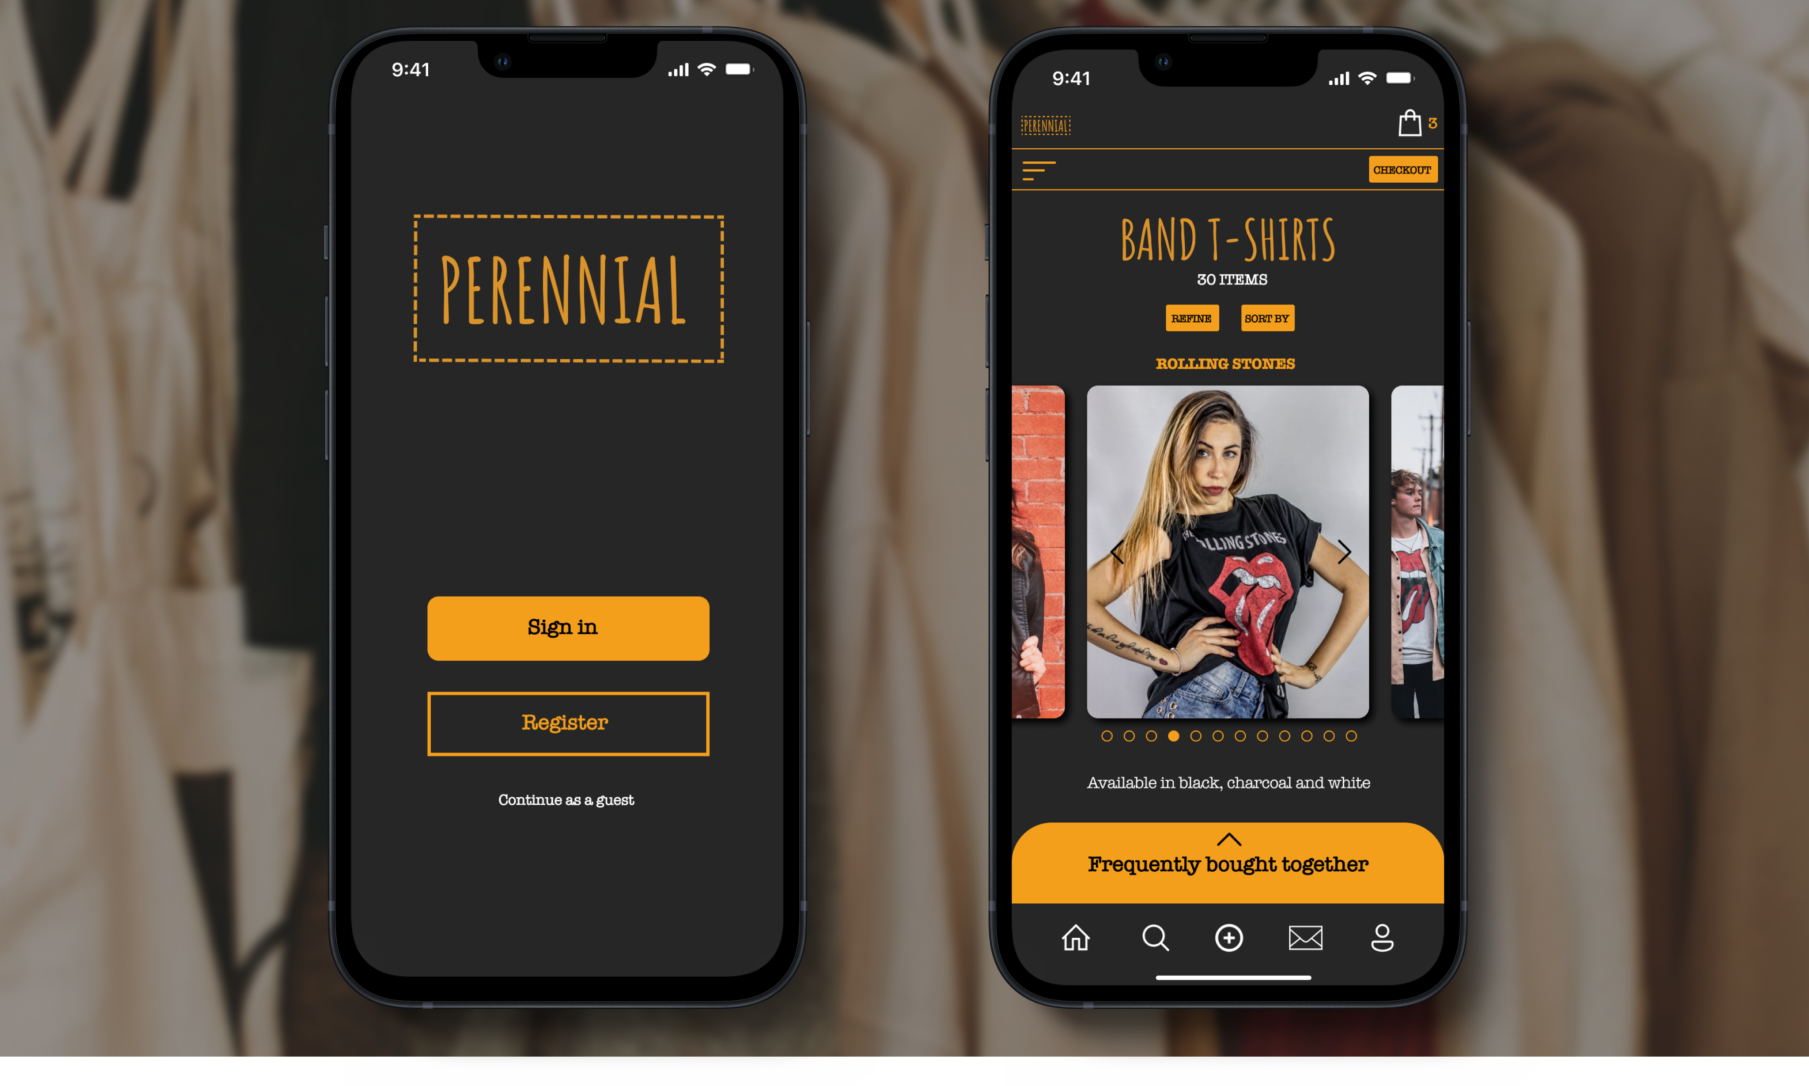 9:41
PERENNIAL
Sign in
Register
Continue as a guest
9:41
PERENNIAL
3
CHECKOUT
BAND T-SHIRTS
30 ITEMS
REFINE
SORT BY
ROLLING STONES
ROLLING STONES
Available in black, charcoal and white
Frequently bought together